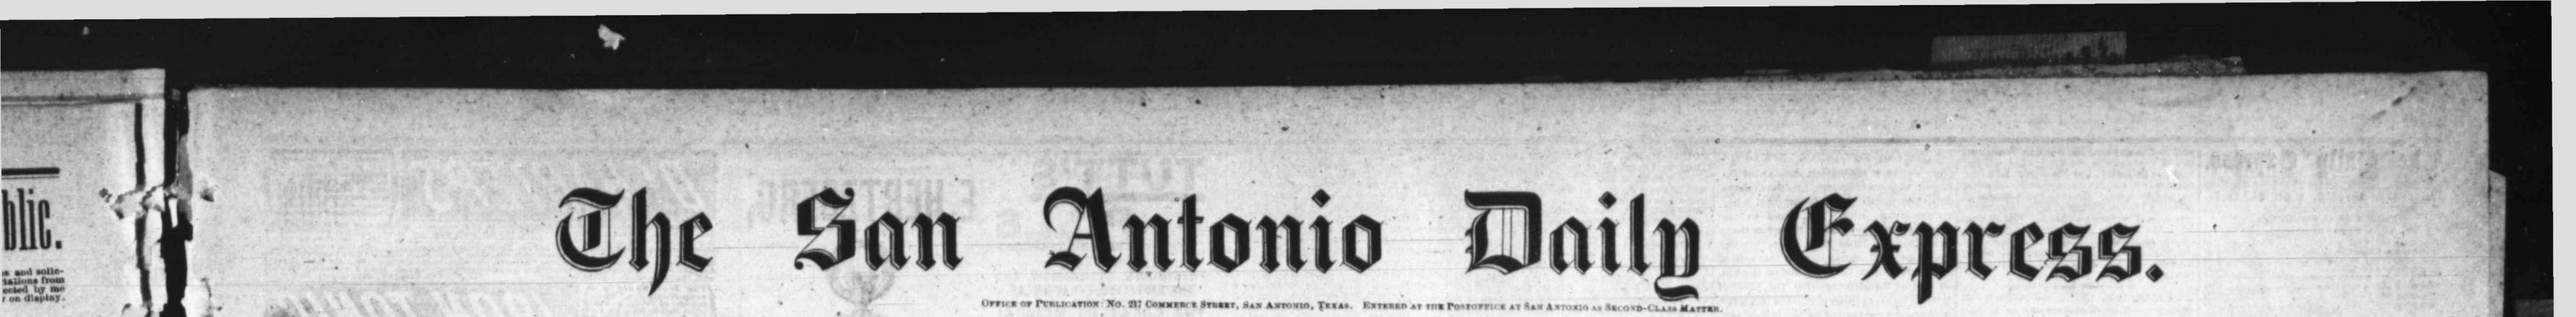 blic.
s and solic-
tations from
ected by me
r on display.
The San Antonio Daily Express.
OFFICE OF PUBLICATION: NO. 217 COMMERCE STREET, SAN ANTONIO, TEXAS. ENTERED AT THE POSTOFFICE AT SAN ANTONIO AS SECOND-CLASS MATTER.